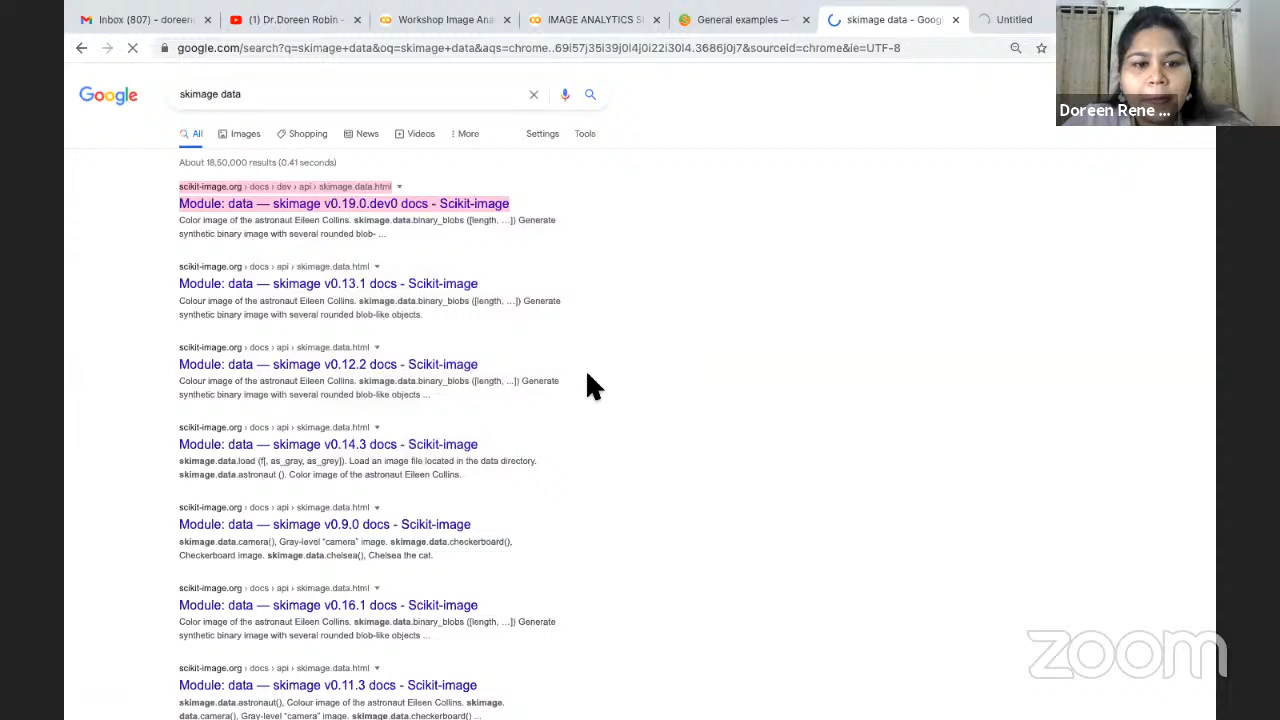 Inbox (807) - doreen
(1) Dr.Doreen Robin -
Workshop Image Ana
IMAGE ANALYTICS S
General examples —
skimage data - Goog
Untitled
google.com/search?q=skimage+data&oq=skimage+data&aqs=chrome..69i57j35i39j0l4j0i22i30l4.3686j0j7&sourceid=chrome&ie=UTF-8
Doreen Rene ...
Google
skimage data
All
Images
Shopping
News
Videos
More
Settings
Tools
About 18,50,000 results (0.41 seconds)
scikit-image.org › docs › dev › api › skimage.data.html
Module: data — skimage v0.19.0.dev0 docs - Scikit-image
Color image of the astronaut Eileen Collins. skimage.data.binary_blobs ([length, …]) Generate
synthetic binary image with several rounded blob- ...
scikit-image.org › docs › api › skimage.data.html
Module: data — skimage v0.13.1 docs - Scikit-image
Colour image of the astronaut Eileen Collins. skimage.data.binary_blobs ([length, …]) Generate
synthetic binary image with several rounded blob-like objects.
scikit-image.org › docs › api › skimage.data.html
Module: data — skimage v0.12.2 docs - Scikit-image
Colour image of the astronaut Eileen Collins. skimage.data.binary_blobs ([length, ...]) Generate
synthetic binary image with several rounded blob-like objects ...
scikit-image.org › docs › api › skimage.data.html
Module: data — skimage v0.14.3 docs - Scikit-image
skimage.data.load (f[, as_gray, as_grey]). Load an image file located in the data directory.
skimage.data.astronaut (). Color image of the astronaut Eileen Collins.
scikit-image.org › docs › api › skimage.data.html
Module: data — skimage v0.9.0 docs - Scikit-image
skimage.data.camera(), Gray-level “camera” image. skimage.data.checkerboard(),
Checkerboard image. skimage.data.chelsea(), Chelsea the cat.
scikit-image.org › docs › api › skimage.data.html
Module: data — skimage v0.16.1 docs - Scikit-image
Color image of the astronaut Eileen Collins. skimage.data.binary_blobs ([length, …]) Generate
synthetic binary image with several rounded blob-like objects ...
scikit-image.org › docs › api › skimage.data.html
Module: data — skimage v0.11.3 docs - Scikit-image
skimage.data.astronaut(), Colour image of the astronaut Eileen Collins. skimage.
data.camera(), Gray-level “camera” image. skimage.data.checkerboard() ...
zoom